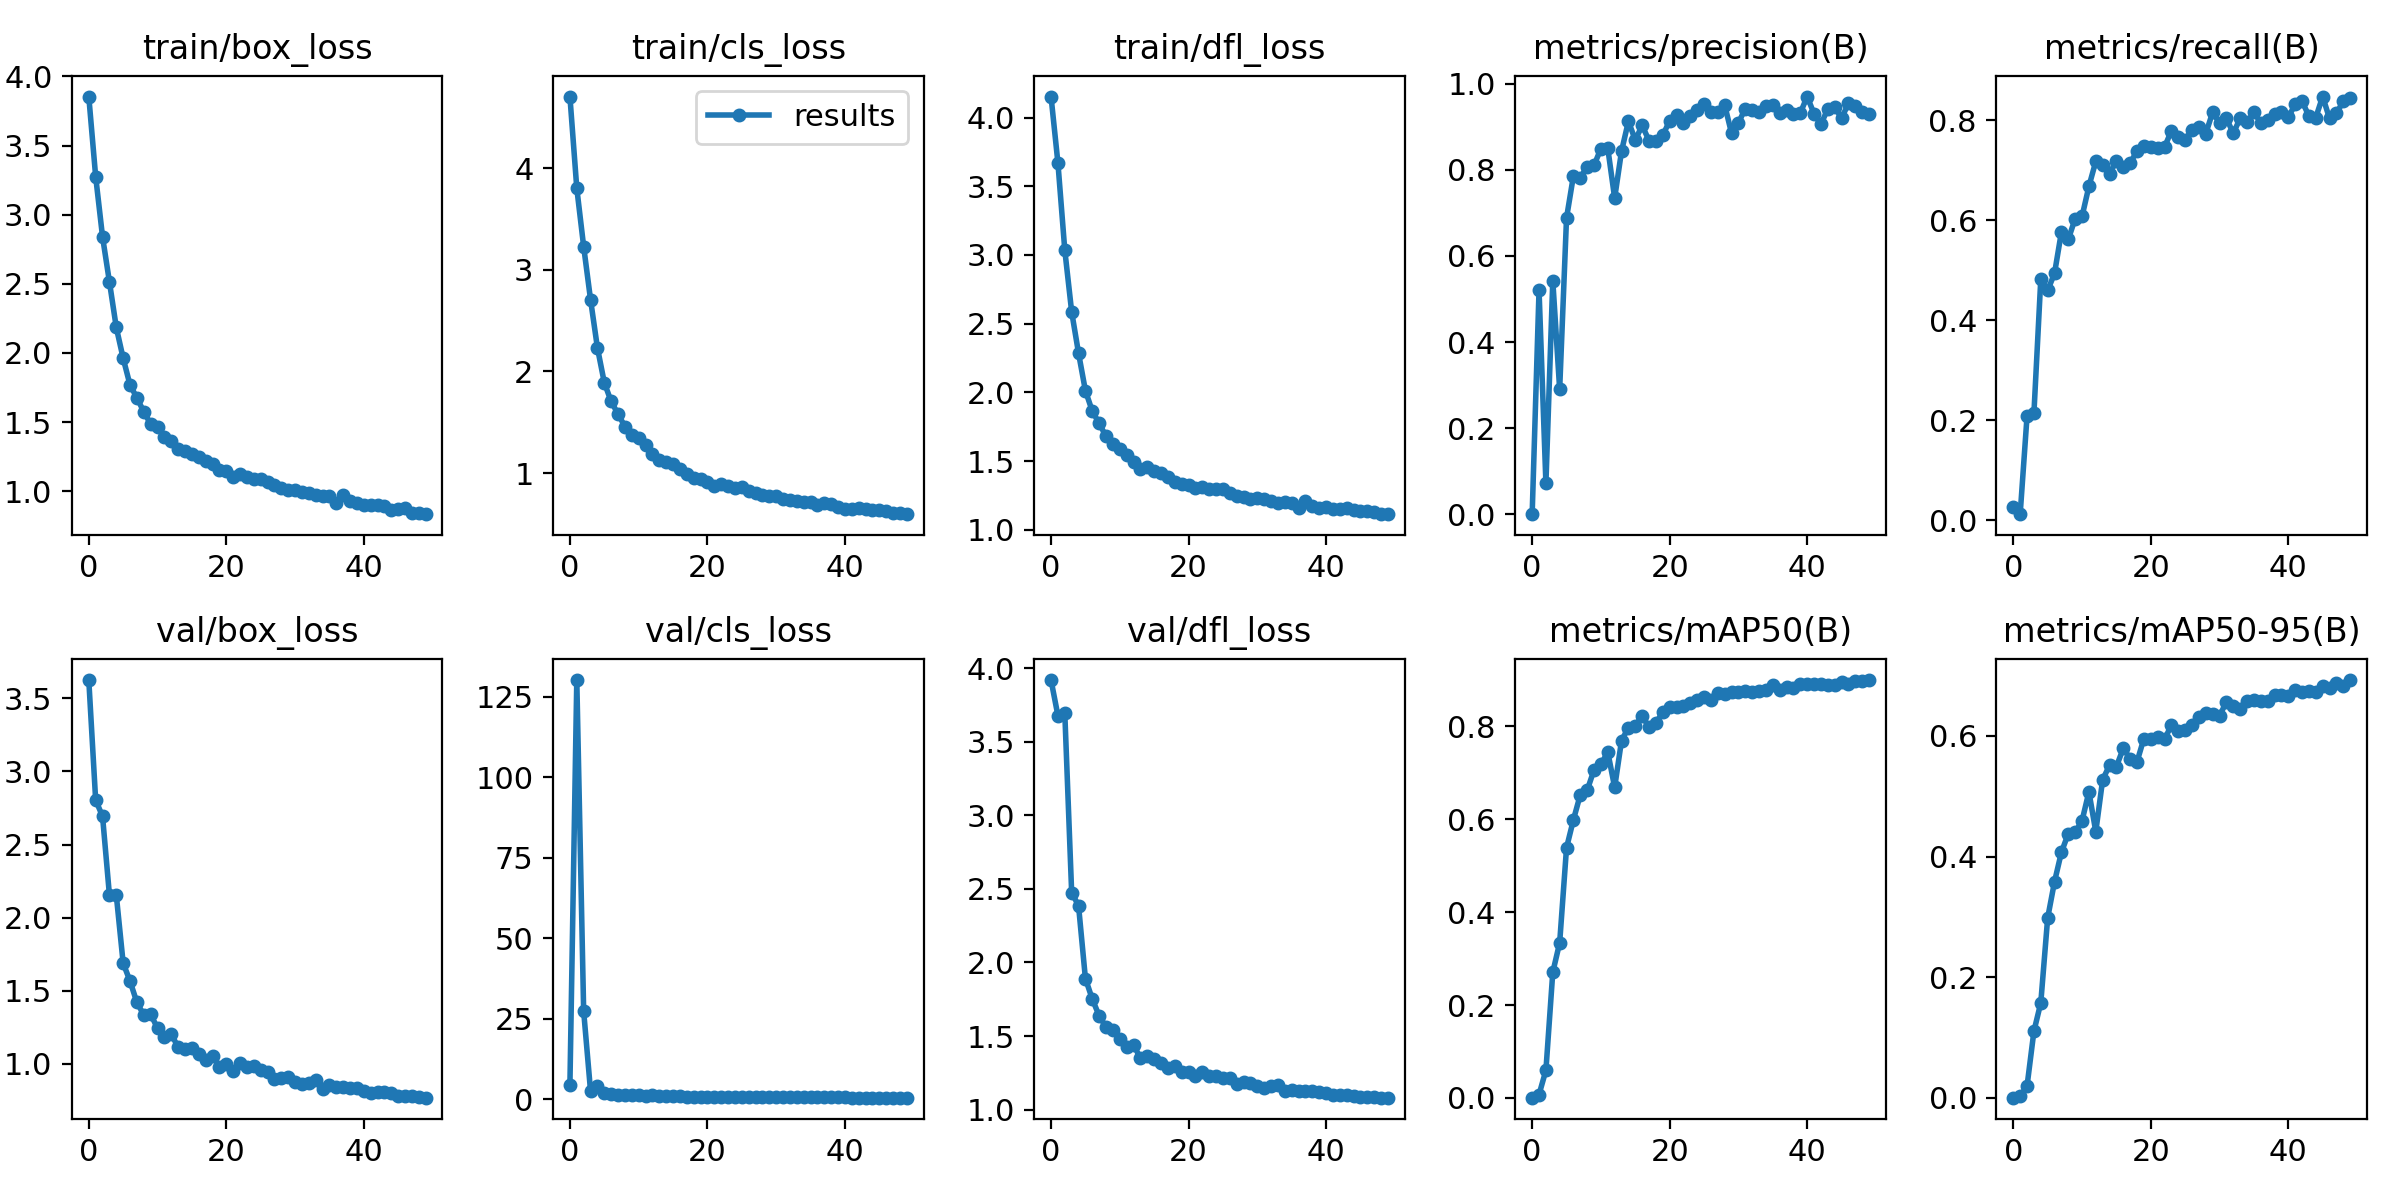 train/box_loss
4.0
3.5
3.0
2.5
2.0
1.5
1.0
0 20 40
train/cls_loss
results
4
3
2
1
0 20 40
train/dfl_loss
4.0
3.5
3.0
2.5
2.0
1.5
1.0
0 20 40
metrics/precision(B)
1.0
0.8
0.6
0.4
0.2
0.0
0 20 40
metrics/recall(B)
0.8
0.6
0.4
0.2
0.0
0 20 40
val/box_loss
3.5
3.0
2.5
2.0
1.5
1.0
0 20 40
val/cls_loss
125
100
75
50
25
0
0 20 40
val/dfl_loss
4.0
3.5
3.0
2.5
2.0
1.5
1.0
0 20 40
metrics/mAP50(B)
0.8
0.6
0.4
0.2
0.0
0 20 40
metrics/mAP50-95(B)
0.6
0.4
0.2
0.0
0 20 40